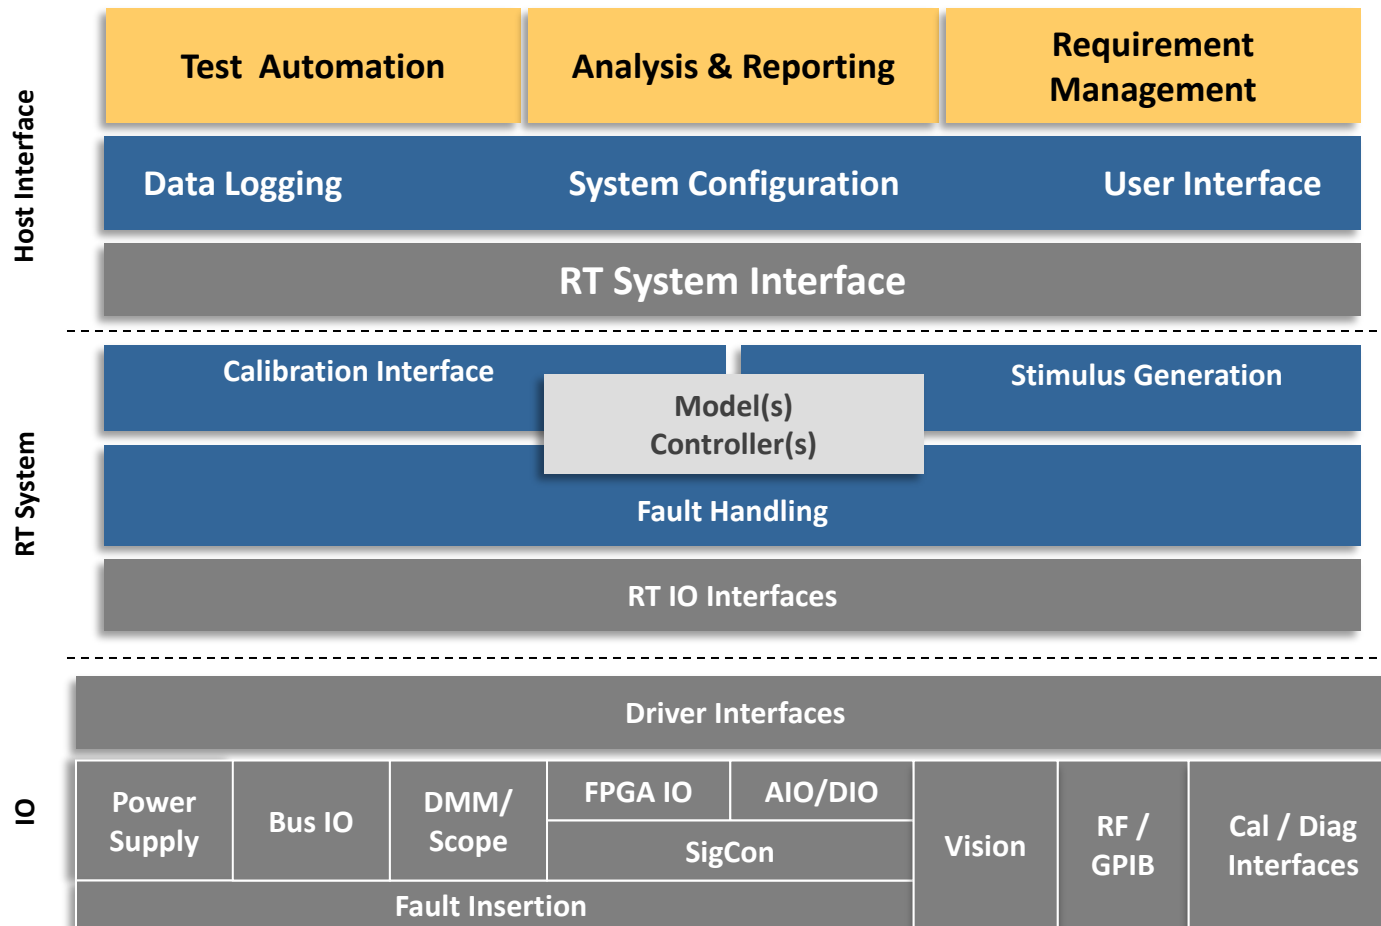 Host Interface
Test  Automation
Analysis & Reporting
Requirement
Management
Data Logging
System Configuration
User Interface
RT System Interface
RT System
Calibration Interface
Stimulus Generation
Model(s)
Controller(s)
Fault Handling
RT IO Interfaces
IO
Driver Interfaces
Power
Supply
Bus IO
DMM/
Scope
FPGA IO
AIO/DIO
SigCon
Fault Insertion
Vision
RF /
GPIB
Cal / Diag
Interfaces